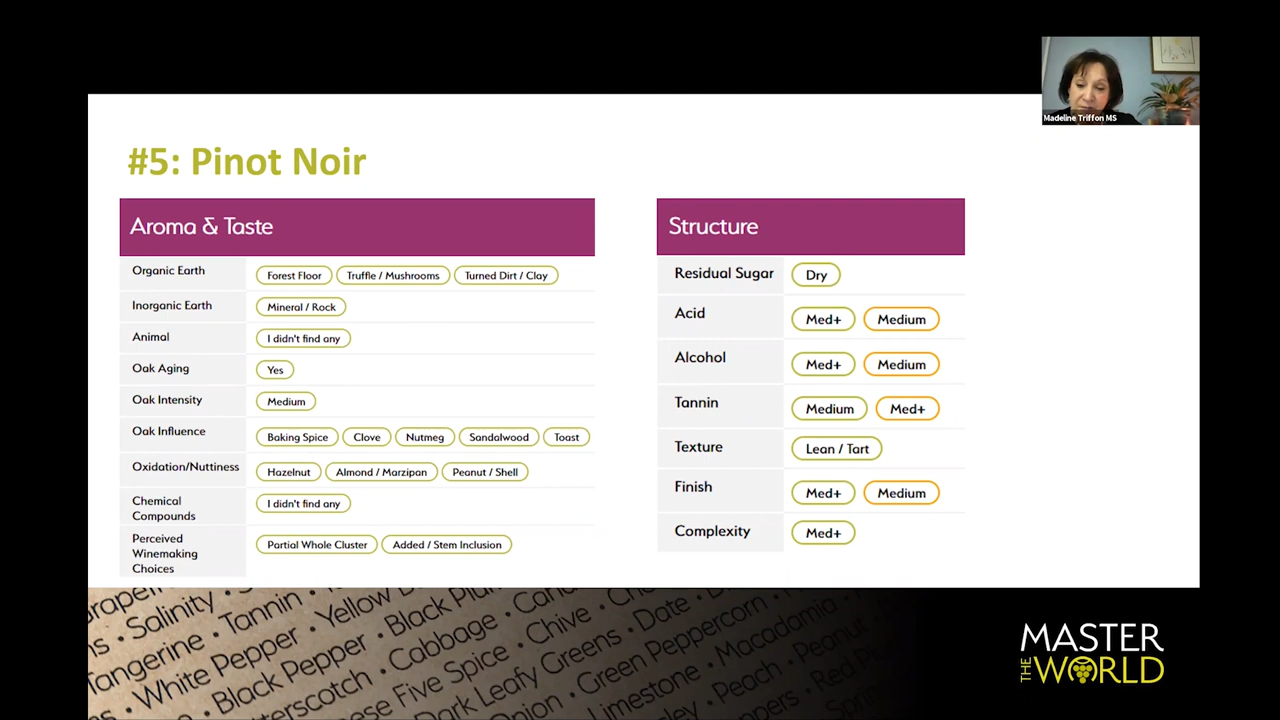 Madeline Triffon MS
#5: Pinot Noir
Aroma & Taste
Organic Earth Forest Floor Truffle / Mushrooms Turned Dirt / Clay
Inorganic Earth Mineral / Rock
Animal I didn't find any
Oak Aging Yes
Oak Intensity Medium
Oak Influence Baking Spice Clove Nutmeg Sandalwood Toast
Oxidation/Nuttiness Hazelnut Almond / Marzipan Peanut / Shell
Chemical
Compounds
I didn't find any
Perceived
Winemaking
Choices
Partial Whole Cluster Added / Stem Inclusion
Structure
Residual Sugar Dry
Acid Med+ Medium
Alcohol Med+ Medium
Tannin Medium Med+
Texture Lean / Tart
Finish Med+ Medium
Complexity Med+
Salinity • Tannin •
Tangerine • Yellow
• White Pepper • Black Plum
• Black Pepper • Cabbage •
Five Spice • Chive •
Dark Leafy Greens • Date •
• Green Peppercorn •
Limestone • Macadamia •
• Peach • Peanut
MASTER
THE WORLD